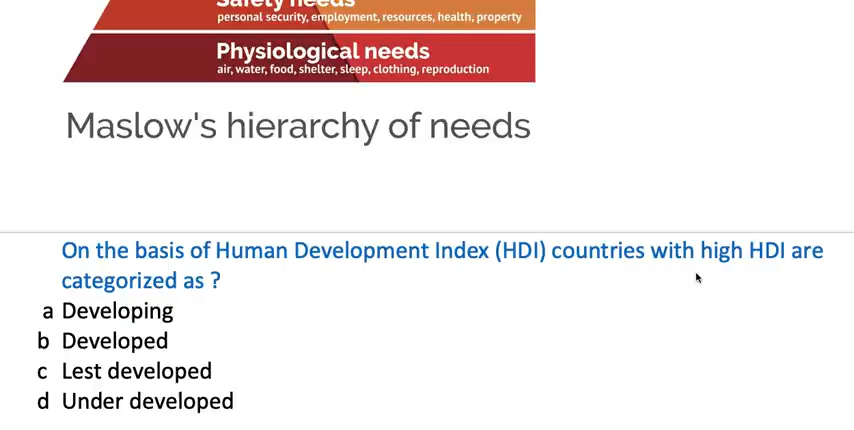 Safety needs
personal security, employment, resources, health, property
Physiological needs
air, water, food, shelter, sleep, clothing, reproduction
Maslow's hierarchy of needs
On the basis of Human Development Index (HDI) countries with high HDI are
categorized as ?
a Developing
b Developed
c Lest developed
d Under developed